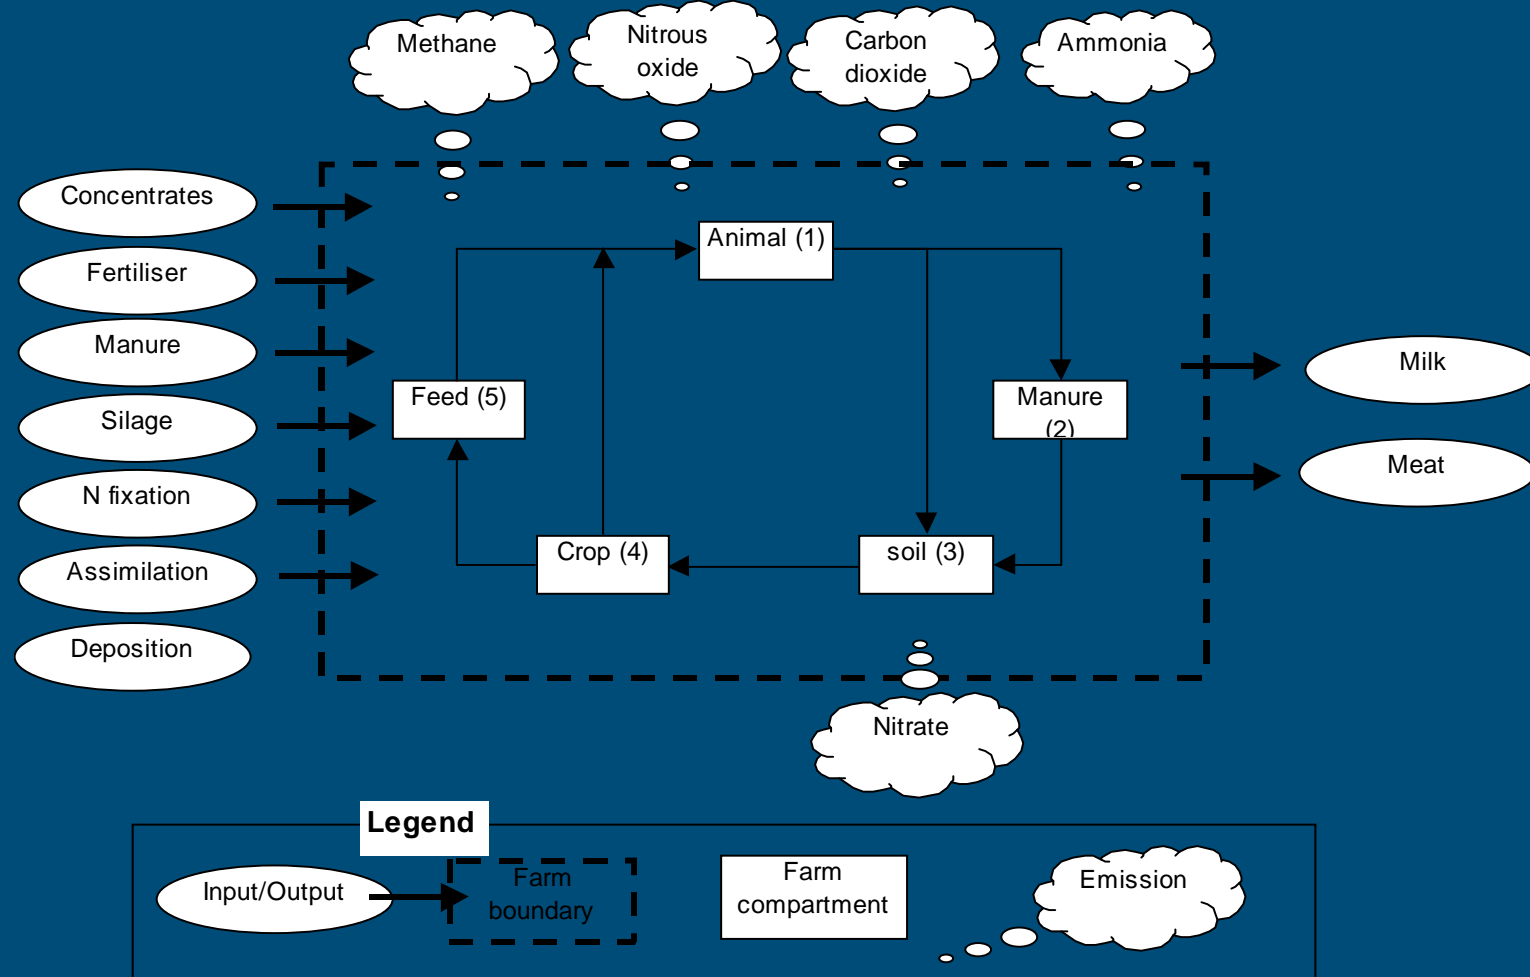 Methane
Nitrous
oxide
Carbon
dioxide
Ammonia
Concentrates
Fertiliser
Manure
Silage
N fixation
Assimilation
Deposition
Animal (1)
Feed (5)
Manure
(2)
Crop (4)
soil (3)
Milk
Meat
Nitrate
Legend
Input/Output
Farm
boundary
Farm
compartment
Emission